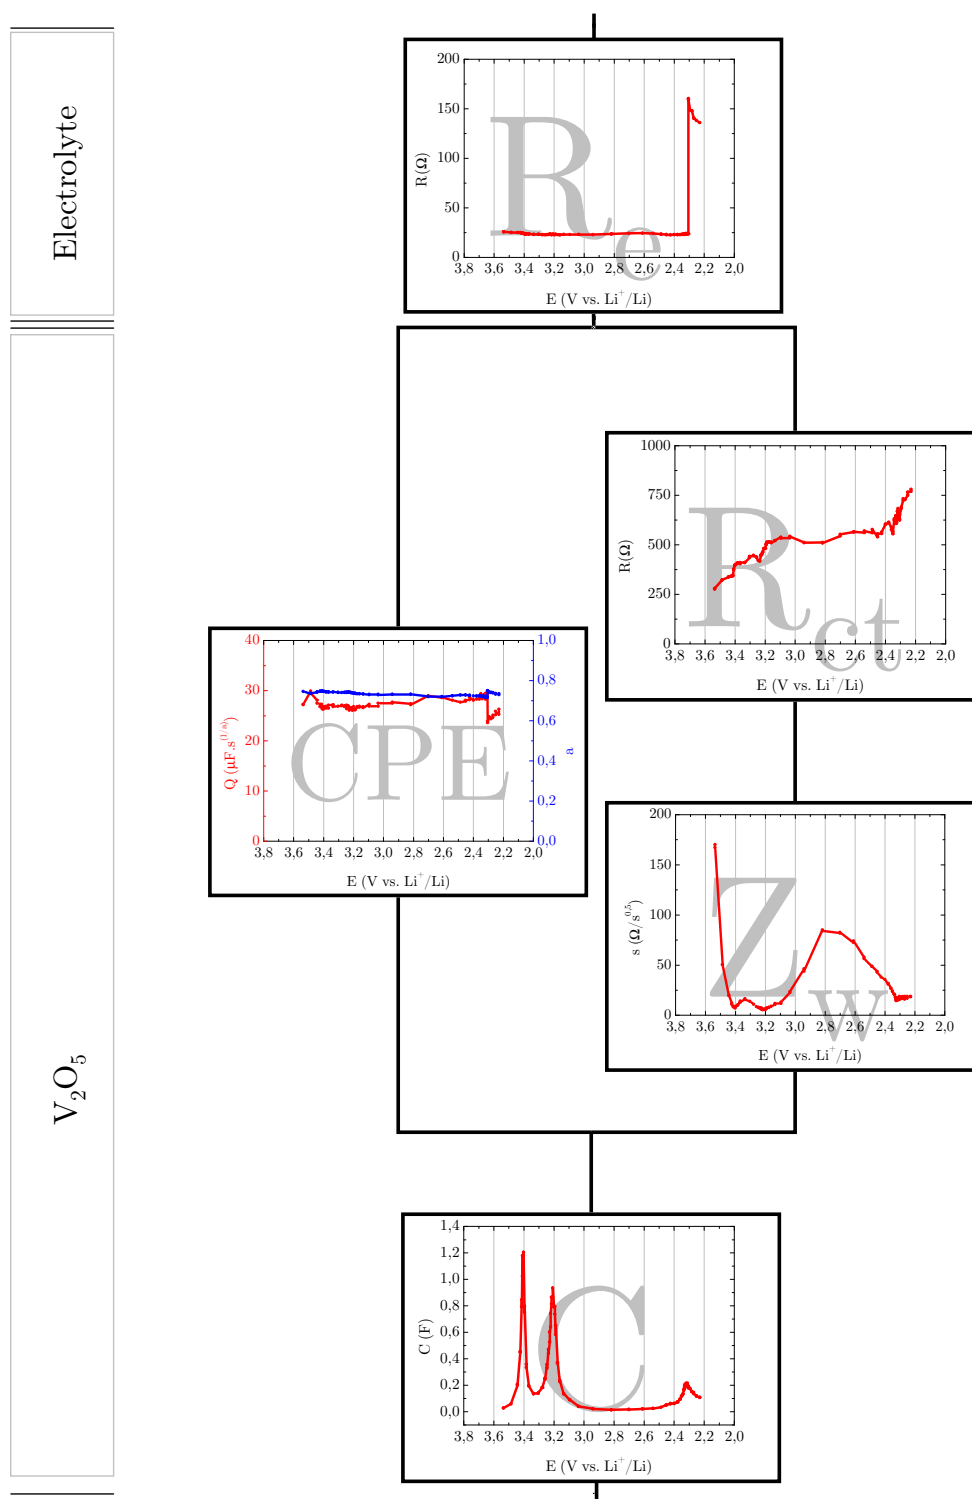 Electrolyte
200
150
100
50
0
R(Ω)
R_e
3,8 3,6 3,4 3,2 3,0 2,8 2,6 2,4 2,2 2,0
E (V vs. Li⁺/Li)
1000
750
500
250
0
R(Ω)
R_ct
3,8 3,6 3,4 3,2 3,0 2,8 2,6 2,4 2,2 2,0
E (V vs. Li⁺/Li)
40
30
20
10
0
Q (μF.s^(1/a))
CPE
1,0
0,8
0,6
0,4
0,2
0,0
a
3,8 3,6 3,4 3,2 3,0 2,8 2,6 2,4 2,2 2,0
E (V vs. Li⁺/Li)
200
150
100
50
0
s (Ω/s^0.5)
Z_w
3,8 3,6 3,4 3,2 3,0 2,8 2,6 2,4 2,2 2,0
E (V vs. Li⁺/Li)
V₂O₅
1,4
1,2
1,0
0,8
0,6
0,4
0,2
0,0
C (F)
C
3,8 3,6 3,4 3,2 3,0 2,8 2,6 2,4 2,2 2,0
E (V vs. Li⁺/Li)